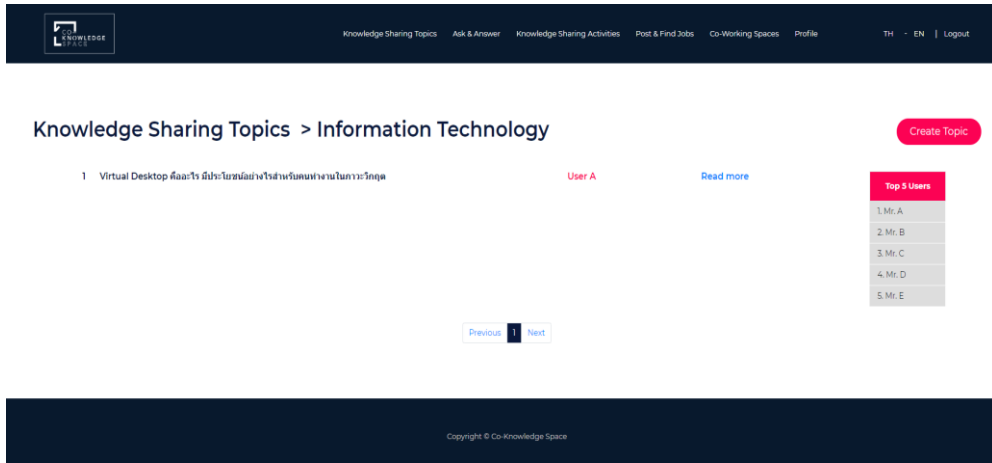 CO-
KNOWLEDGE
SPACE
Knowledge Sharing Topics Ask & Answer Knowledge Sharing Activities Post & Find Jobs Co-Working Spaces Profile TH - EN | Logout
Knowledge Sharing Topics > Information Technology
Create Topic
1 Virtual Desktop คืออะไร มีประโยชน์อย่างไรสำหรับคนทำงานในภาวะวิกฤต User A Read more
Top 5 Users
1. Mr. A
2. Mr. B
3. Mr. C
4. Mr. D
5. Mr. E
Previous 1 Next
Copyright © Co-Knowledge Space